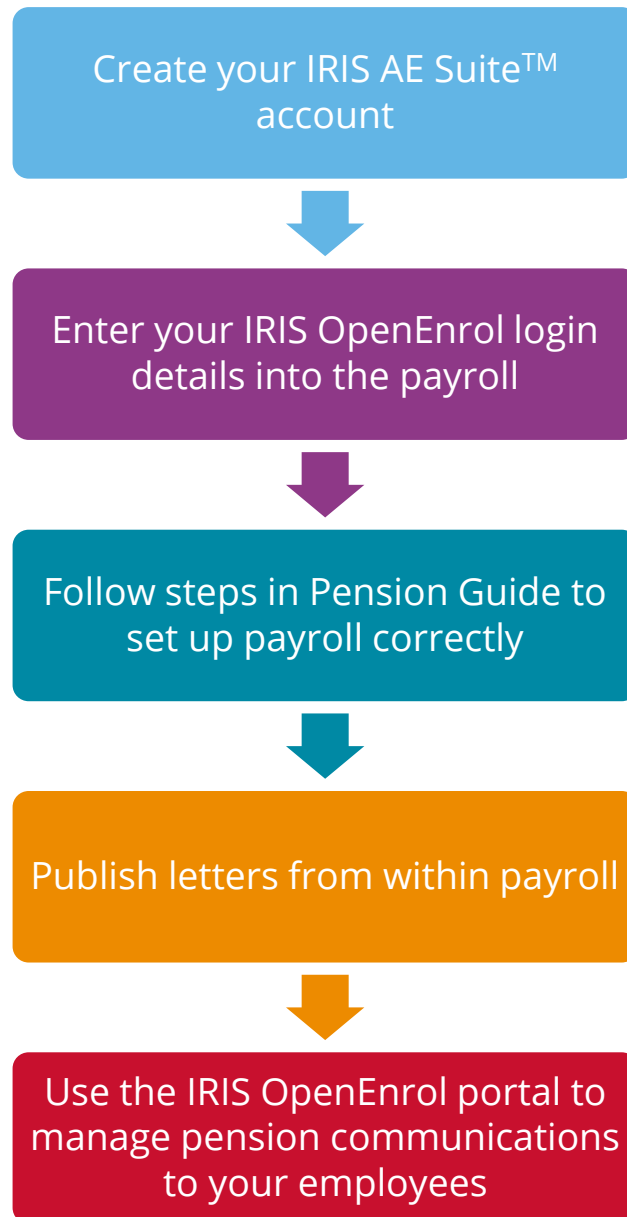 Create your IRIS AE Suite™
account
Enter your IRIS OpenEnrol login
details into the payroll
Follow steps in Pension Guide to
set up payroll correctly
Publish letters from within payroll
Use the IRIS OpenEnrol portal to
manage pension communications
to your employees